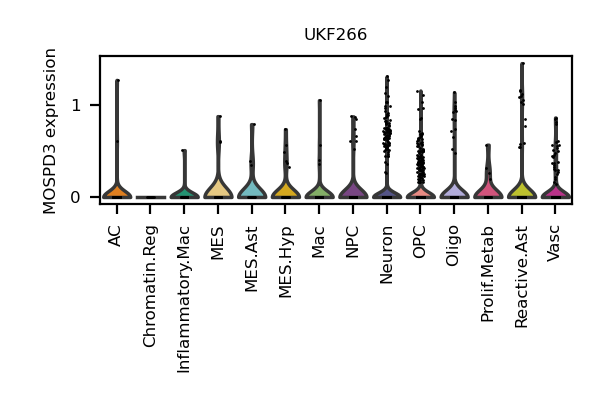 UKF266
MOSPD3 expression
1
0
AC
Chromatin.Reg
Inflammatory.Mac
MES
MES.Ast
MES.Hyp
Mac
NPC
Neuron
OPC
Oligo
Prolif.Metab
Reactive.Ast
Vasc